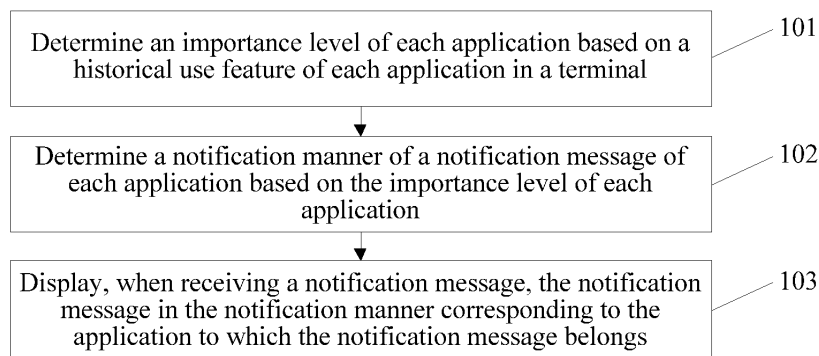 Determine an importance level of each application based on a
historical use feature of each application in a terminal
101
Determine a notification manner of a notification message of
each application based on the importance level of each
application
102
Display, when receiving a notification message, the notification
message in the notification manner corresponding to the
application to which the notification message belongs
103